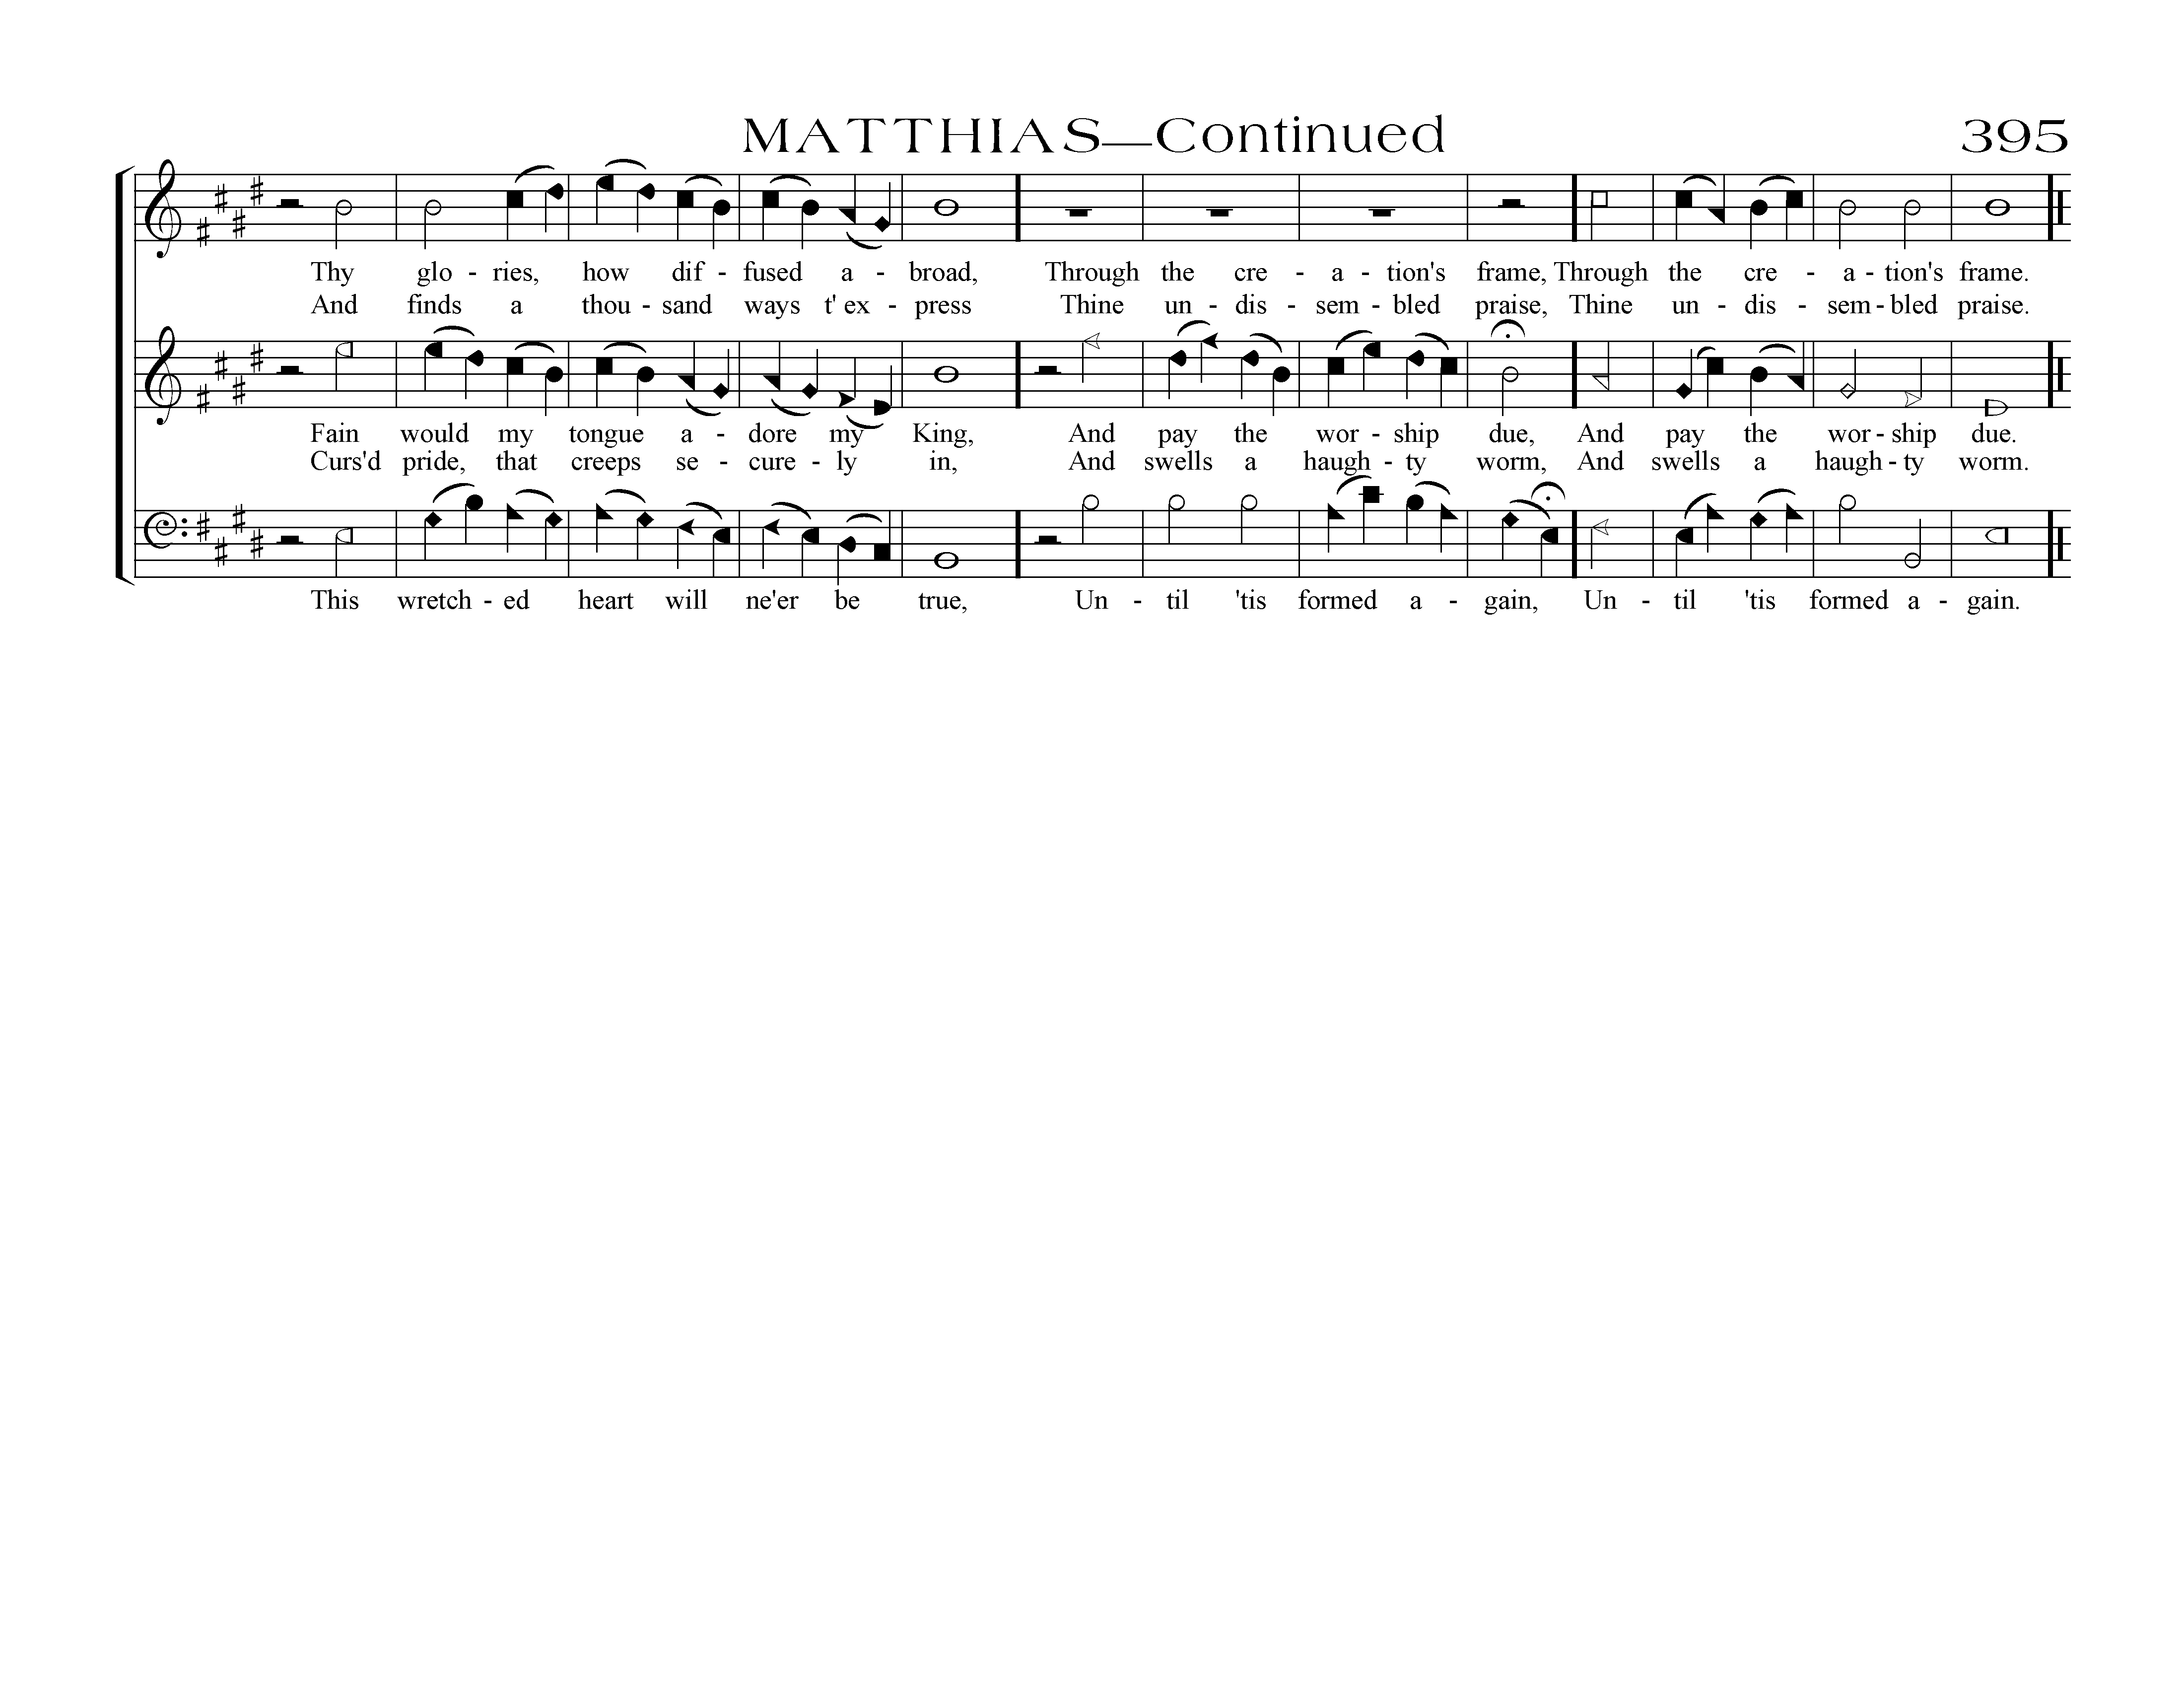 MATTHIAS—Continued 395
Thy glo - ries, how dif - fused a - broad, Through the cre - a - tion's frame, Through the cre - a - tion's frame.
And finds a thou - sand ways t' ex - press Thine un - dis - sem - bled praise, Thine un - dis - sem - bled praise.
Fain would my tongue a - dore my King, And pay the wor - ship due, And pay the wor - ship due.
Curs'd pride, that creeps se - cure - ly in, And swells a haugh - ty worm, And swells a haugh - ty worm.
This wretch - ed heart will ne'er be true, Un - til 'tis formed a - gain, Un - til 'tis formed a - gain.